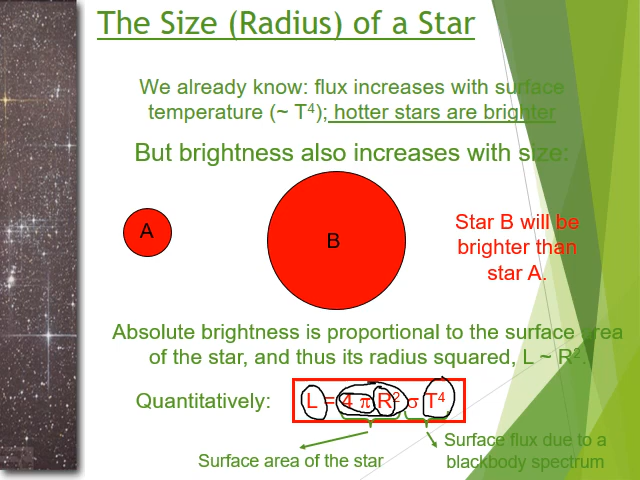 The Size (Radius) of a Star
We already know: flux increases with surface
temperature (~ T⁴); hotter stars are brighter
But brightness also increases with size:
A
B
Star B will be
brighter than
star A.
Absolute brightness is proportional to the surface area
of the star, and thus its radius squared, L ~ R².
Quantitatively: L = 4 π R² σ T⁴
Surface area of the star
Surface flux due to a
blackbody spectrum